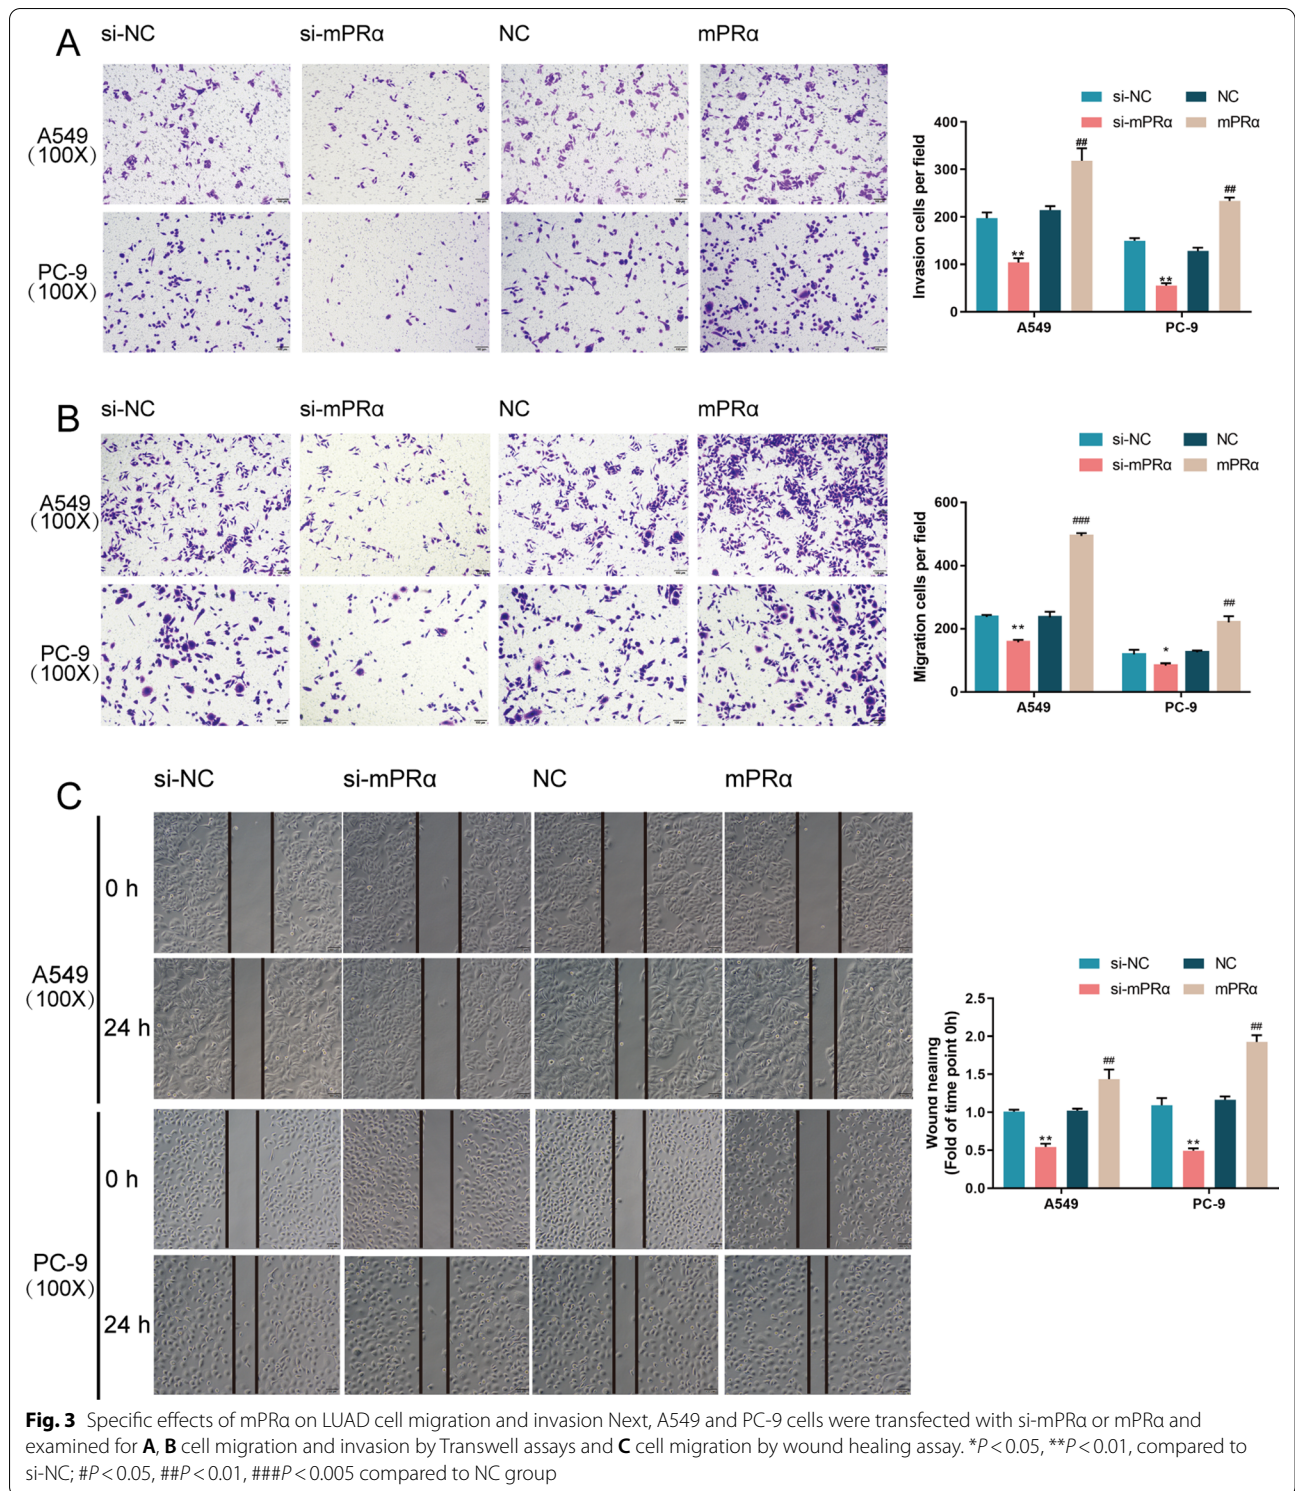 A
si-NC si-mPRα NC mPRα
A549
(100X)
PC-9
(100X)
si-NC NC
si-mPRα mPRα
Invasion cells per field
400
300
200
100
0
##
**
##
**
A549 PC-9
B
si-NC si-mPRα NC mPRα
A549
(100X)
PC-9
(100X)
si-NC NC
si-mPRα mPRα
Migration cells per field
600
400
200
0
###
**
##
*
A549 PC-9
C
si-NC si-mPRα NC mPRα
0 h
A549
(100X)
24 h
0 h
PC-9
(100X)
24 h
si-NC NC
si-mPRα mPRα
Wound healing
(Fold of time point 0h)
2.5
2.0
1.5
1.0
0.5
0.0
##
**
##
**
A549 PC-9
Fig. 3 Specific effects of mPRα on LUAD cell migration and invasion Next, A549 and PC-9 cells were transfected with si-mPRα or mPRα and
examined for A, B cell migration and invasion by Transwell assays and C cell migration by wound healing assay. *P < 0.05, **P < 0.01, compared to
si-NC; #P < 0.05, ##P < 0.01, ###P < 0.005 compared to NC group